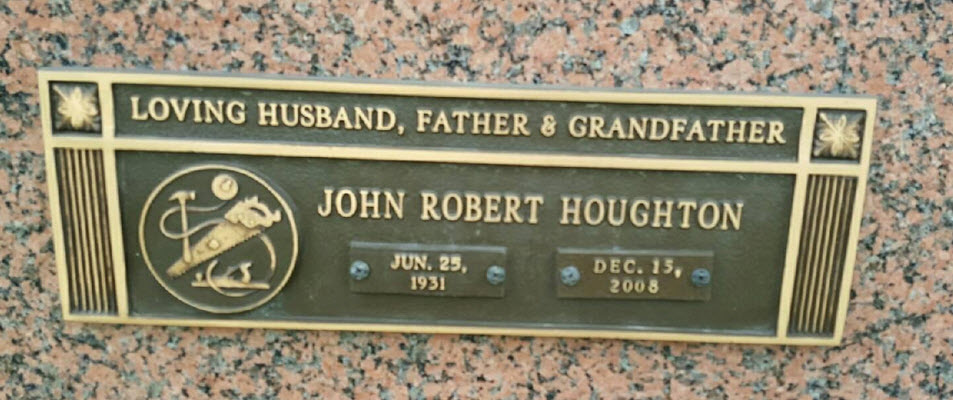 LOVING HUSBAND, FATHER & GRANDFATHER
JOHN ROBERT HOUGHTON
JUN. 25,
1931
DEC. 15,
2008